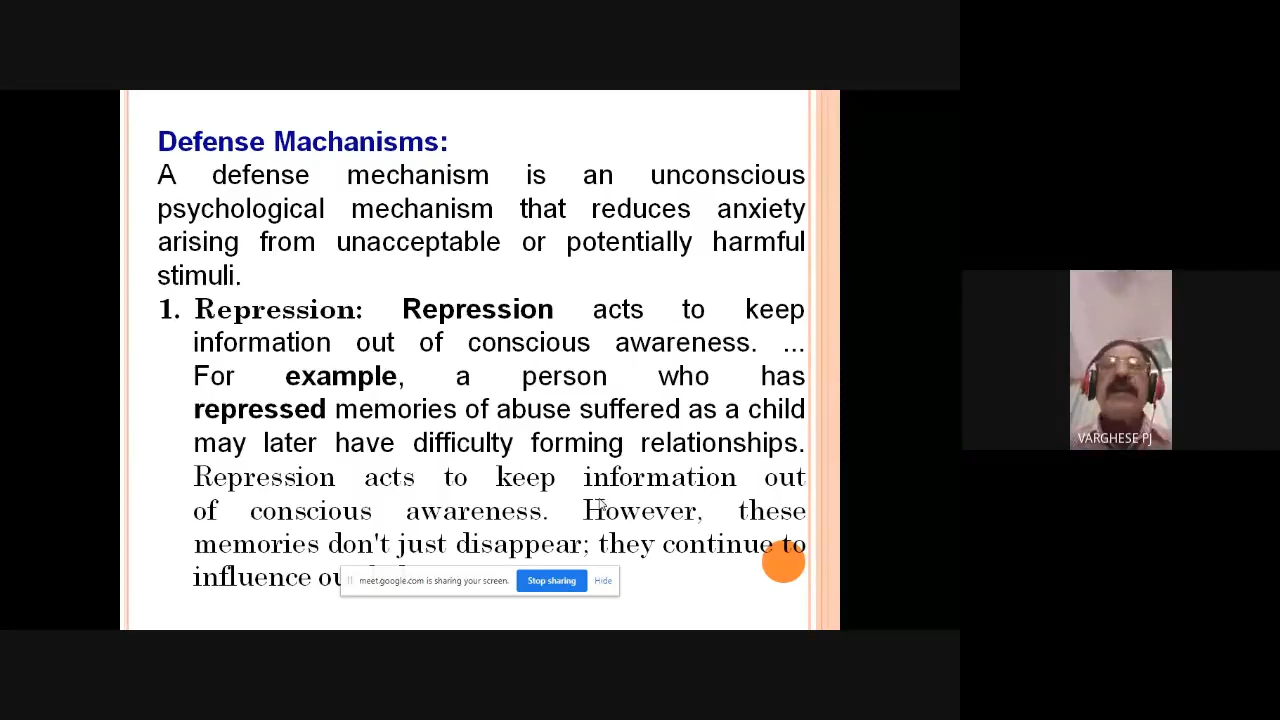 Defense Machanisms:
A defense mechanism is an unconscious
psychological mechanism that reduces anxiety
arising from unacceptable or potentially harmful
stimuli.
1. Repression: Repression acts to keep
information out of conscious awareness. ...
For example, a person who has
repressed memories of abuse suffered as a child
may later have difficulty forming relationships.
Repression acts to keep information out
of conscious awareness. However, these
memories don't just disappear; they continue to
influence
meet.google.com is sharing your screen. Stop sharing Hide
VARGHESE PJ